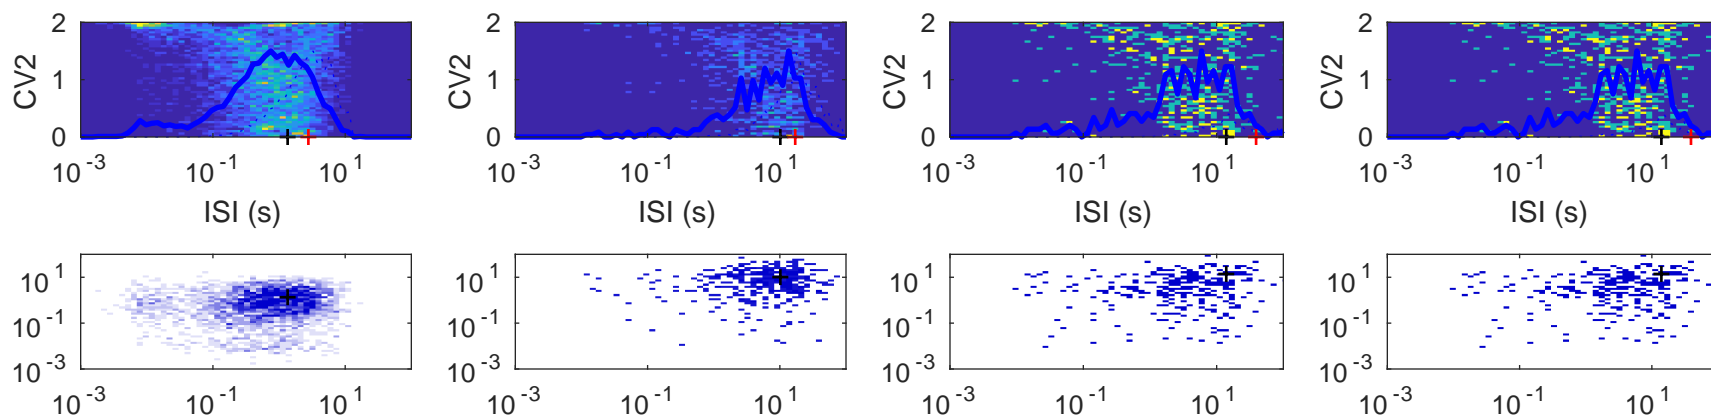 2 2 2 2
CV2 CV2 CV2 CV2
1 1 1 1
0 0 0 0
10^-3 10^-1 10^1 10^-3 10^-1 10^1 10^-3 10^-1 10^1 10^-3 10^-1 10^1
ISI (s) ISI (s) ISI (s) ISI (s)
10^1 10^1 10^1 10^1
10^-1 10^-1 10^-1 10^-1
10^-3 10^-3 10^-3 10^-3
10^-3 10^-1 10^1 10^-3 10^-1 10^1 10^-3 10^-1 10^1 10^-3 10^-1 10^1